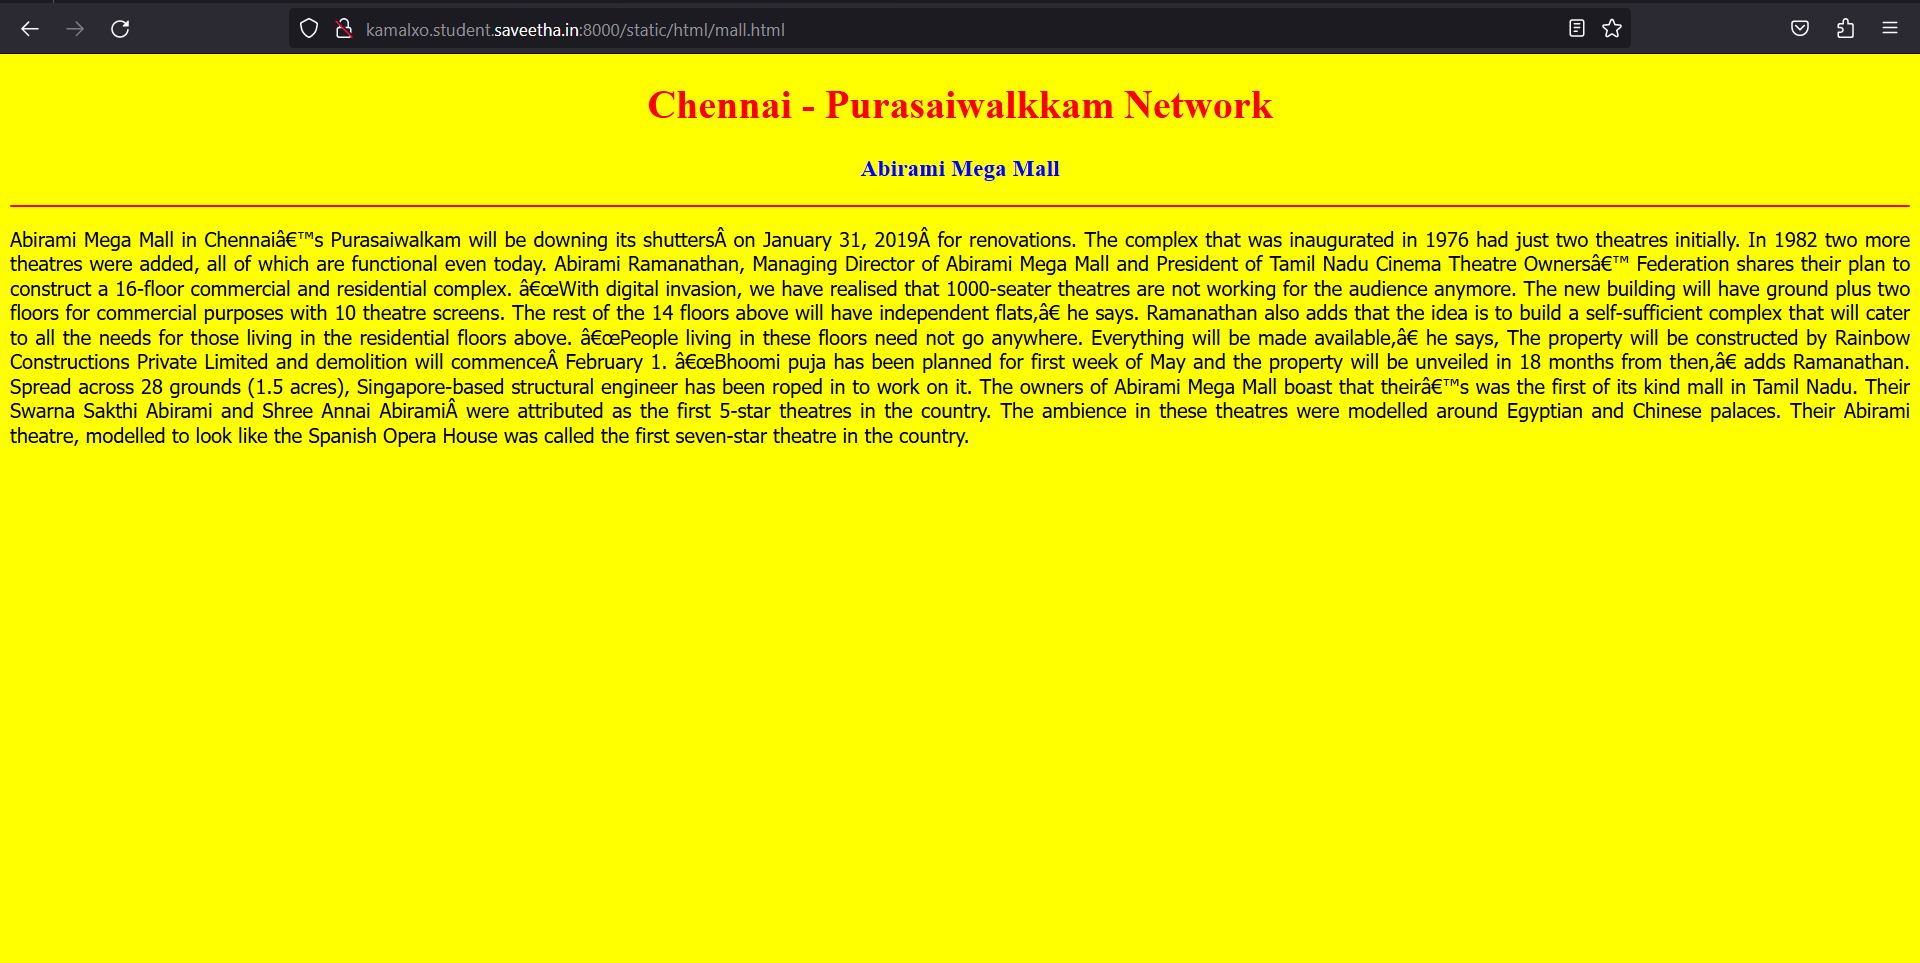 kamalxo.student.saveetha.in:8000/static/html/mall.html
Chennai - Purasaiwalkkam Network
Abirami Mega Mall
Abirami Mega Mall in Chennaiâ€™s Purasaiwalkam will be downing its shuttersÂ on January 31, 2019Â for renovations. The complex that was inaugurated in 1976 had just two theatres initially. In 1982 two more
theatres were added, all of which are functional even today. Abirami Ramanathan, Managing Director of Abirami Mega Mall and President of Tamil Nadu Cinema Theatre Ownersâ€™ Federation shares their plan to
construct a 16-floor commercial and residential complex. â€œWith digital invasion, we have realised that 1000-seater theatres are not working for the audience anymore. The new building will have ground plus two
floors for commercial purposes with 10 theatre screens. The rest of the 14 floors above will have independent flats,â€ he says. Ramanathan also adds that the idea is to build a self-sufficient complex that will cater
to all the needs for those living in the residential floors above. â€œPeople living in these floors need not go anywhere. Everything will be made available,â€ he says, The property will be constructed by Rainbow
Constructions Private Limited and demolition will commenceÂ February 1. â€œBhoomi puja has been planned for first week of May and the property will be unveiled in 18 months from then,â€ adds Ramanathan.
Spread across 28 grounds (1.5 acres), Singapore-based structural engineer has been roped in to work on it. The owners of Abirami Mega Mall boast that theirâ€™s was the first of its kind mall in Tamil Nadu. Their
Swarna Sakthi Abirami and Shree Annai AbiramiÂ were attributed as the first 5-star theatres in the country. The ambience in these theatres were modelled around Egyptian and Chinese palaces. Their Abirami
theatre, modelled to look like the Spanish Opera House was called the first seven-star theatre in the country.